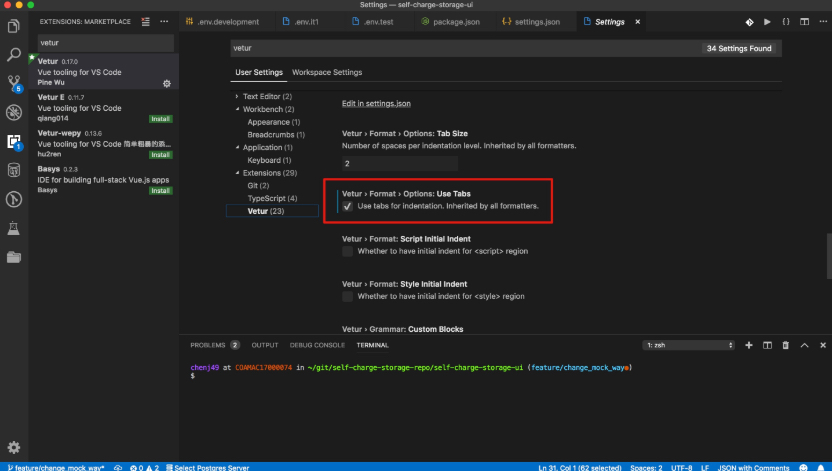 Settings — self-charge-storage-ui
EXTENSIONS: MARKETPLACE
vetur
Vetur 0.17.0
Vue tooling for VS Code
Pine Wu
Vetur E 0.11.7
Vue tooling for VS Code
qiang014
Install
Vetur-wepy 0.13.6
Vue tooling for VS Code 简单粗暴的添...
hu2ren
Install
Basys 0.2.3
IDE for building full-stack Vue.js apps
Basys
Install
5
1
.env.development
.env.it1
.env.test
package.json
settings.json
Settings
vetur
34 Settings Found
User Settings
Workspace Settings
Text Editor (2)
Workbench (2)
Appearance (1)
Breadcrumbs (1)
Application (1)
Keyboard (1)
Extensions (29)
Git (2)
TypeScript (4)
Vetur (23)
Edit in settings.json
Vetur › Format › Options: Tab Size
Number of spaces per indentation level. Inherited by all formatters.
2
Vetur › Format › Options: Use Tabs
Use tabs for indentation. Inherited by all formatters.
Vetur › Format: Script Initial Indent
Whether to have initial indent for <script> region
Vetur › Format: Style Initial Indent
Whether to have initial indent for <style> region
Vetur › Grammar: Custom Blocks
PROBLEMS 2
OUTPUT
DEBUG CONSOLE
TERMINAL
1: zsh
chenj49 at CDAMAC17000074 in ~/git/self-charge-storage-repo/self-charge-storage-ui (feature/change_mock_way●)
$
feature/change_mock_way*
0 2
Select Postgres Server
Ln 31, Col 1 (62 selected)
Spaces: 2
UTF-8
LF
JSON with Comments